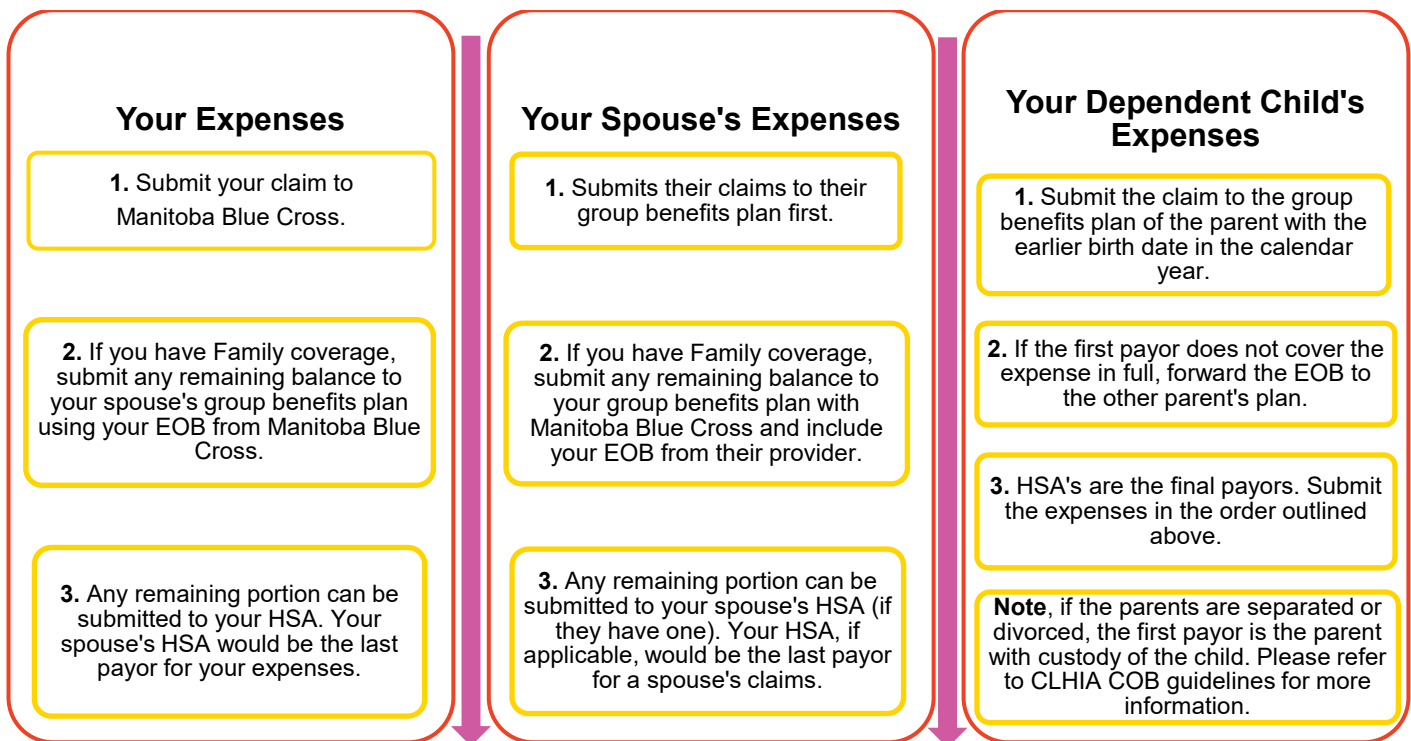 Your Expenses
1. Submit your claim to
Manitoba Blue Cross.
2. If you have Family coverage,
submit any remaining balance to
your spouse's group benefits plan
using your EOB from Manitoba Blue
Cross.
3. Any remaining portion can be
submitted to your HSA. Your
spouse's HSA would be the last
payor for your expenses.
Your Spouse's Expenses
1. Submits their claims to their
group benefits plan first.
2. If you have Family coverage,
submit any remaining balance to
your group benefits plan with
Manitoba Blue Cross and include
your EOB from their provider.
3. Any remaining portion can be
submitted to your spouse's HSA (if
they have one). Your HSA, if
applicable, would be the last payor
for a spouse's claims.
Your Dependent Child's
Expenses
1. Submit the claim to the group
benefits plan of the parent with the
earlier birth date in the calendar
year.
2. If the first payor does not cover the
expense in full, forward the EOB to
the other parent's plan.
3. HSA's are the final payors. Submit
the expenses in the order outlined
above.
Note, if the parents are separated or
divorced, the first payor is the parent
with custody of the child. Please refer
to CLHIA COB guidelines for more
information.